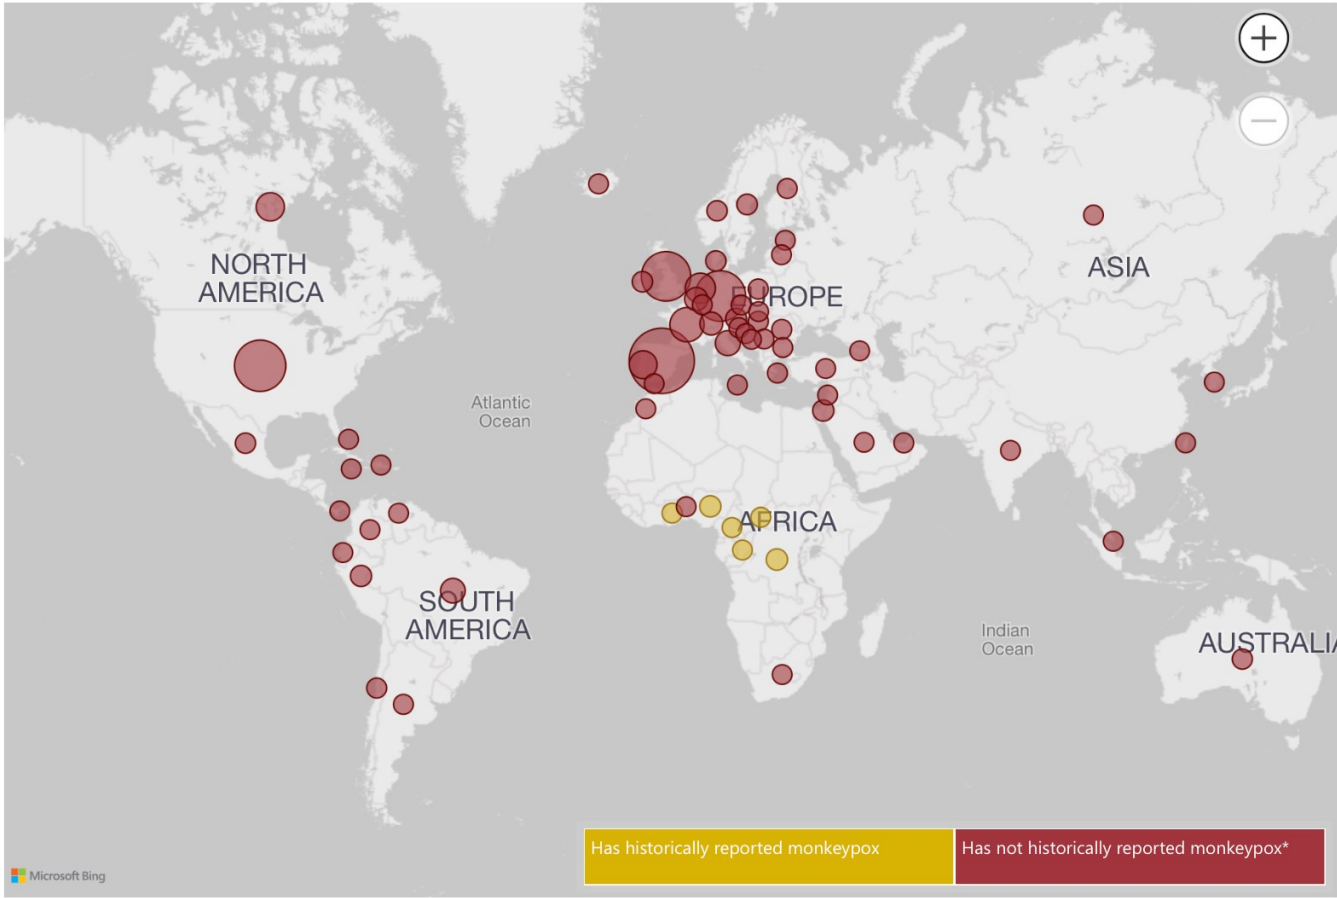 NORTH
AMERICA
EUROPE
ASIA
Atlantic
Ocean
AFRICA
SOUTH
AMERICA
Indian
Ocean
AUSTRALIA
Has historically reported monkeypox
Has not historically reported monkeypox*
Microsoft Bing